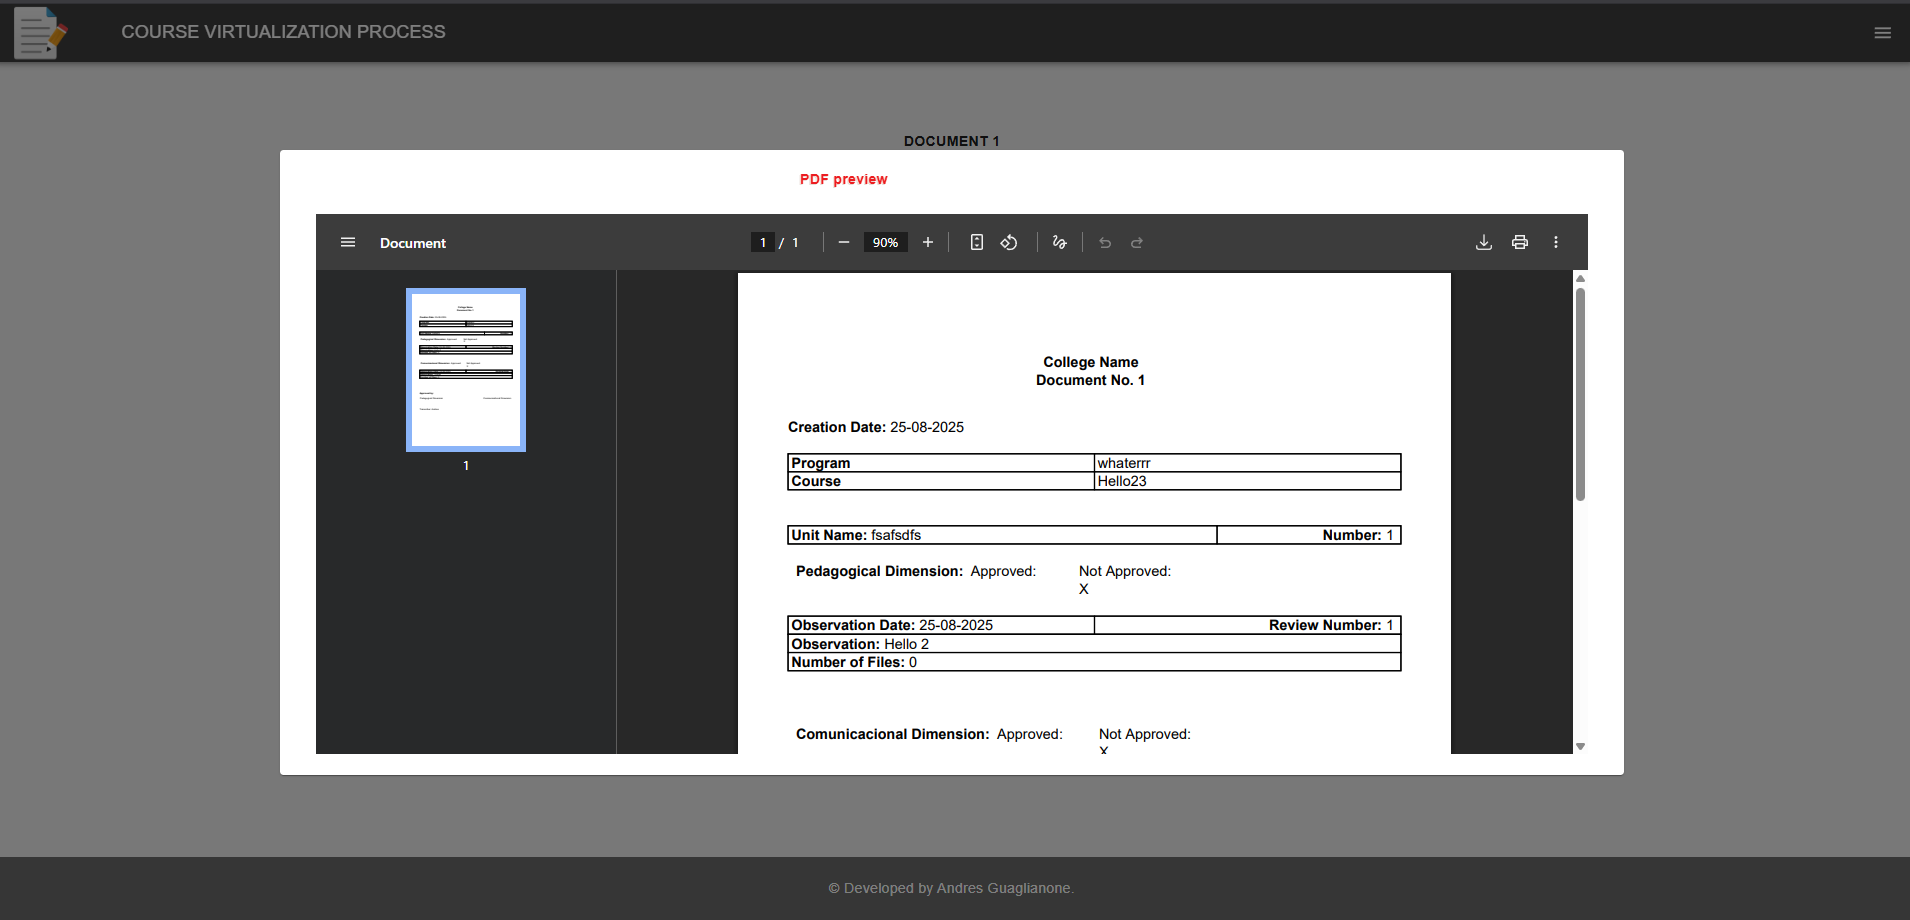 COURSE VIRTUALIZATION PROCESS
DOCUMENT 1
PDF preview
Document
1 / 1
90%
1
College Name
Document No. 1
Creation Date: 25-08-2025
Program whaterrr
Course Hello23
Unit Name: fsafsdfs Number: 1
Pedagogical Dimension: Approved: Not Approved:
X
Observation Date: 25-08-2025 Review Number: 1
Observation: Hello 2
Number of Files: 0
Comunicacional Dimension: Approved: Not Approved:
X
© Developed by Andres Guaglianone.